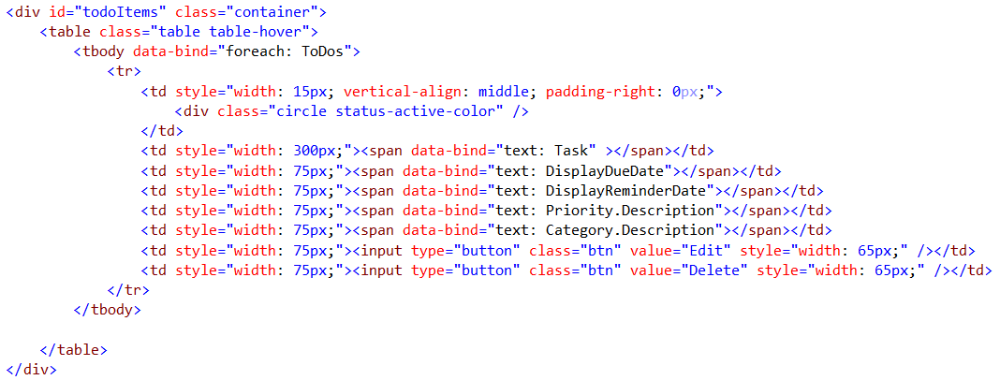 <div id="todoItems" class="container">
    <table class="table table-hover">
        <tbody data-bind="foreach: ToDos">
            <tr>
                <td style="width: 15px; vertical-align: middle; padding-right: 0px;">
                    <div class="circle status-active-color" />
                </td>
                <td style="width: 300px;"><span data-bind="text: Task" ></span></td>
                <td style="width: 75px;"><span data-bind="text: DisplayDueDate"></span></td>
                <td style="width: 75px;"><span data-bind="text: DisplayReminderDate"></span></td>
                <td style="width: 75px;"><span data-bind="text: Priority.Description"></span></td>
                <td style="width: 75px;"><span data-bind="text: Category.Description"></span></td>
                <td style="width: 75px;"><input type="button" class="btn" value="Edit" style="width: 65px;" /></td>
                <td style="width: 75px;"><input type="button" class="btn" value="Delete" style="width: 65px;" /></td>
            </tr>
        </tbody>

    </table>
</div>